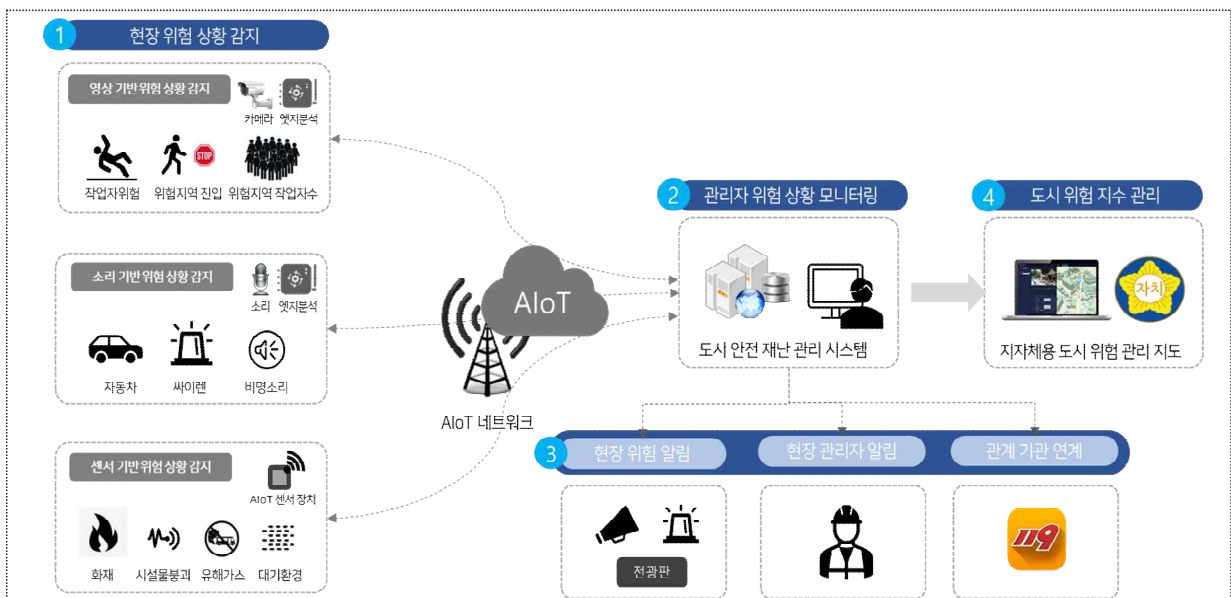 1 현장 위험 상황 감지
영상 기반 위험 상황 감지
카메라 엣지분석
STOP
작업자위험 위험지역 진입 위험지역 작업자수
소리 기반 위험 상황 감지
소리 엣지분석
자동차 싸이렌 비명소리
센서 기반 위험 상황 감지
AIoT 센서 장치
화재 시설물붕괴 유해가스 대기환경
AIoT
AIoT 네트워크
2 관리자 위험 상황 모니터링
도시 안전 재난 관리 시스템
4 도시 위험 지수 관리
자치
지자체용 도시 위험 관리 지도
3 현장 위험 알림 현장 관리자 알림 관계 기관 연계
전광판
119